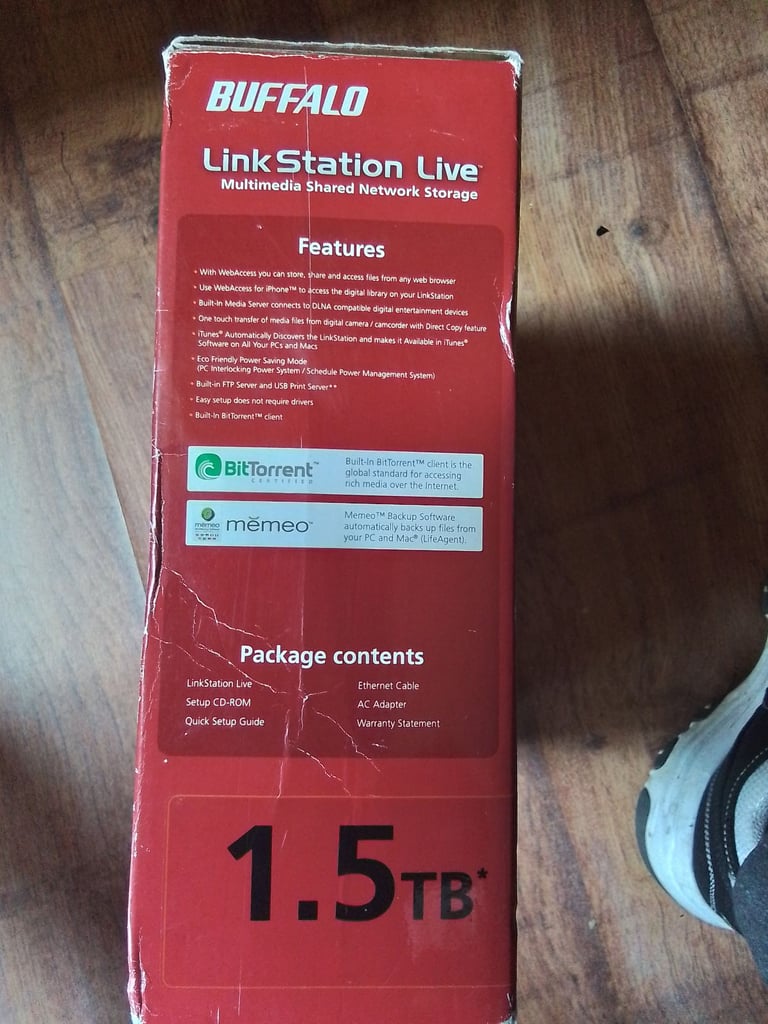 BUFFALO
LinkStation Live™
Multimedia Shared Network Storage
Features
• With WebAccess you can store, share and access files from any web browser
• Use WebAccess for iPhone™ to access the digital library on your LinkStation
• Built-in Media Server connects to DLNA compatible digital entertainment devices
• One touch transfer of media files from digital camera / camcorder with Direct Copy feature
• iTunes® Automatically Discovers the LinkStation and makes it Available in iTunes®
Software on All Your PCs and Macs
• Eco Friendly Power Saving Mode
(PC Interlocking Power System / Schedule Power Management System)
• Built-in FTP Server and USB Print Server**
• Easy setup does not require drivers
• Built-In BitTorrent™ client
BitTorrent™
CERTIFIED
Built-In BitTorrent™ client is the
global standard for accessing
rich media over the Internet.
memeo
mĕmeo™
Memeo™ Backup Software
automatically backs up files from
your PC and Mac® (LifeAgent).
Package contents
LinkStation Live
Setup CD-ROM
Quick Setup Guide
Ethernet Cable
AC Adapter
Warranty Statement
1.5TB*